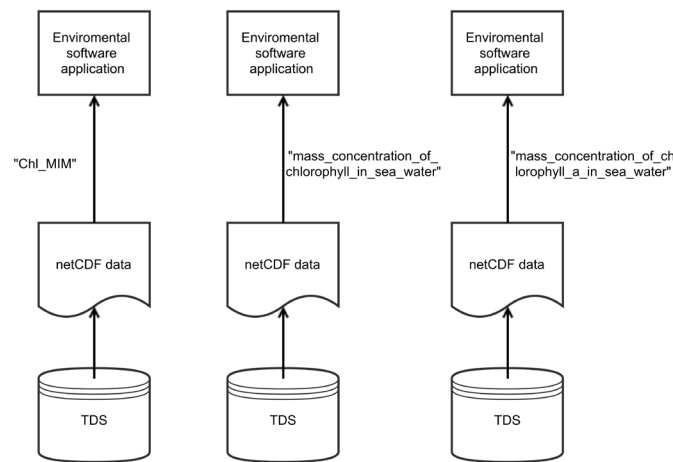 Enviromental
software
application
Enviromental
software
application
Enviromental
software
application
"Chl_MIM"
"mass_concentration_of_
chlorophyll_in_sea_water"
"mass_concentration_of_ch
lorophyll_a_in_sea_water"
netCDF data
netCDF data
netCDF data
TDS
TDS
TDS